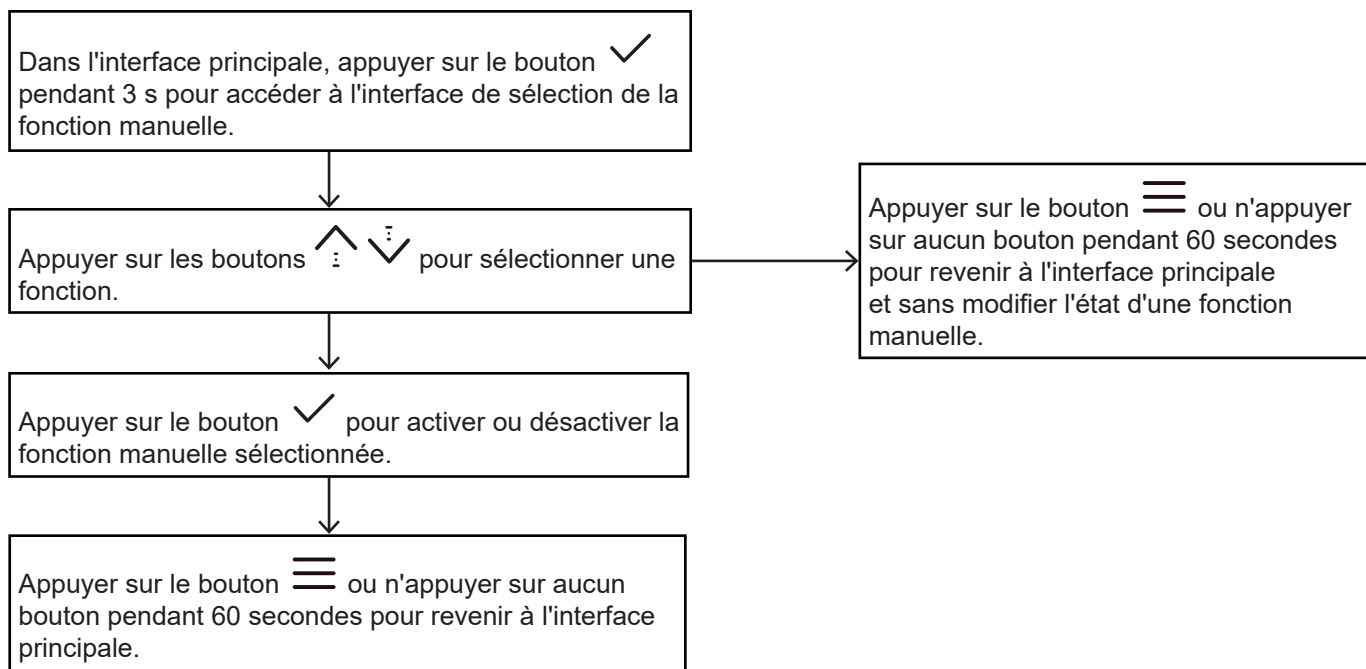 Dans l'interface principale, appuyer sur le bouton
pendant 3 s pour accéder à l'interface de sélection de la
fonction manuelle.
Appuyer sur les boutons pour sélectionner une
fonction.
Appuyer sur le bouton ou n'appuyer
sur aucun bouton pendant 60 secondes
pour revenir à l'interface principale
et sans modifier l'état d'une fonction
manuelle.
Appuyer sur le bouton pour activer ou désactiver la
fonction manuelle sélectionnée.
Appuyer sur le bouton ou n'appuyer sur aucun
bouton pendant 60 secondes pour revenir à l'interface
principale.